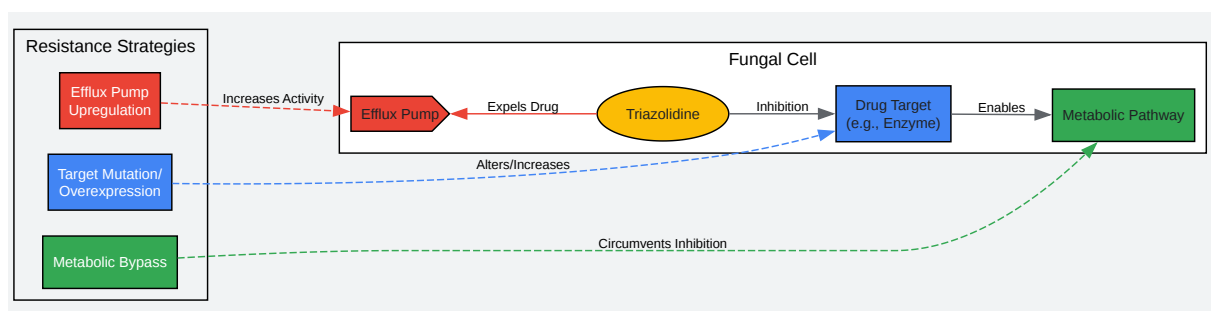 Resistance Strategies
Efflux Pump
Upregulation
Target Mutation/
Overexpression
Metabolic Bypass
Increases Activity
Alters/Increases
Circumvents Inhibition
Fungal Cell
Efflux Pump
Expels Drug
Triazolidine
Inhibition
Drug Target
(e.g., Enzyme)
Enables
Metabolic Pathway